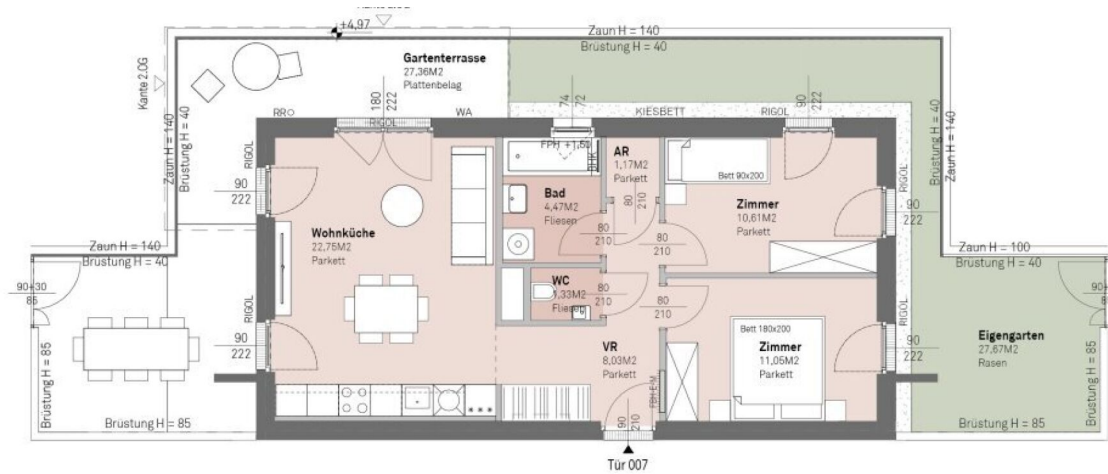 +4,97
Kante 2.OG
Zaun H = 140
Brüstung H = 40
Gartenterrasse
27,36M2
Plattenbelag
180
222
74
72
90
222
RRO
RIGOL
WA
KIESBETT
RIGOL
Zaun H = 140
Brüstung H = 40
Zaun H = 140
Brüstung H = 40
FPH +1,60
AR
1,17M2
Parkett
Bett 90x200
RIGOL
RIGOL
90
222
Bad
4,47M2
Fliesen
80
210
Zimmer
10,61M2
Parkett
90
222
Wohnküche
22,75M2
Parkett
80
210
80
210
Zaun H = 140
Brüstung H = 40
Zaun H = 100
Brüstung H = 40
WC
1,33M2
Fliesen
80
210
80
210
90+30
85
90+30
RIGOL
RIGOL
Bett 180x200
90
222
VR
8,03M2
Parkett
Zimmer
11,05M2
Parkett
90
222
Eigengarten
27,67M2
Rasen
Brüstung H = 85
Brüstung H = 85
90
210
Brüstung H = 85
Brüstung H = 85
Tür 007